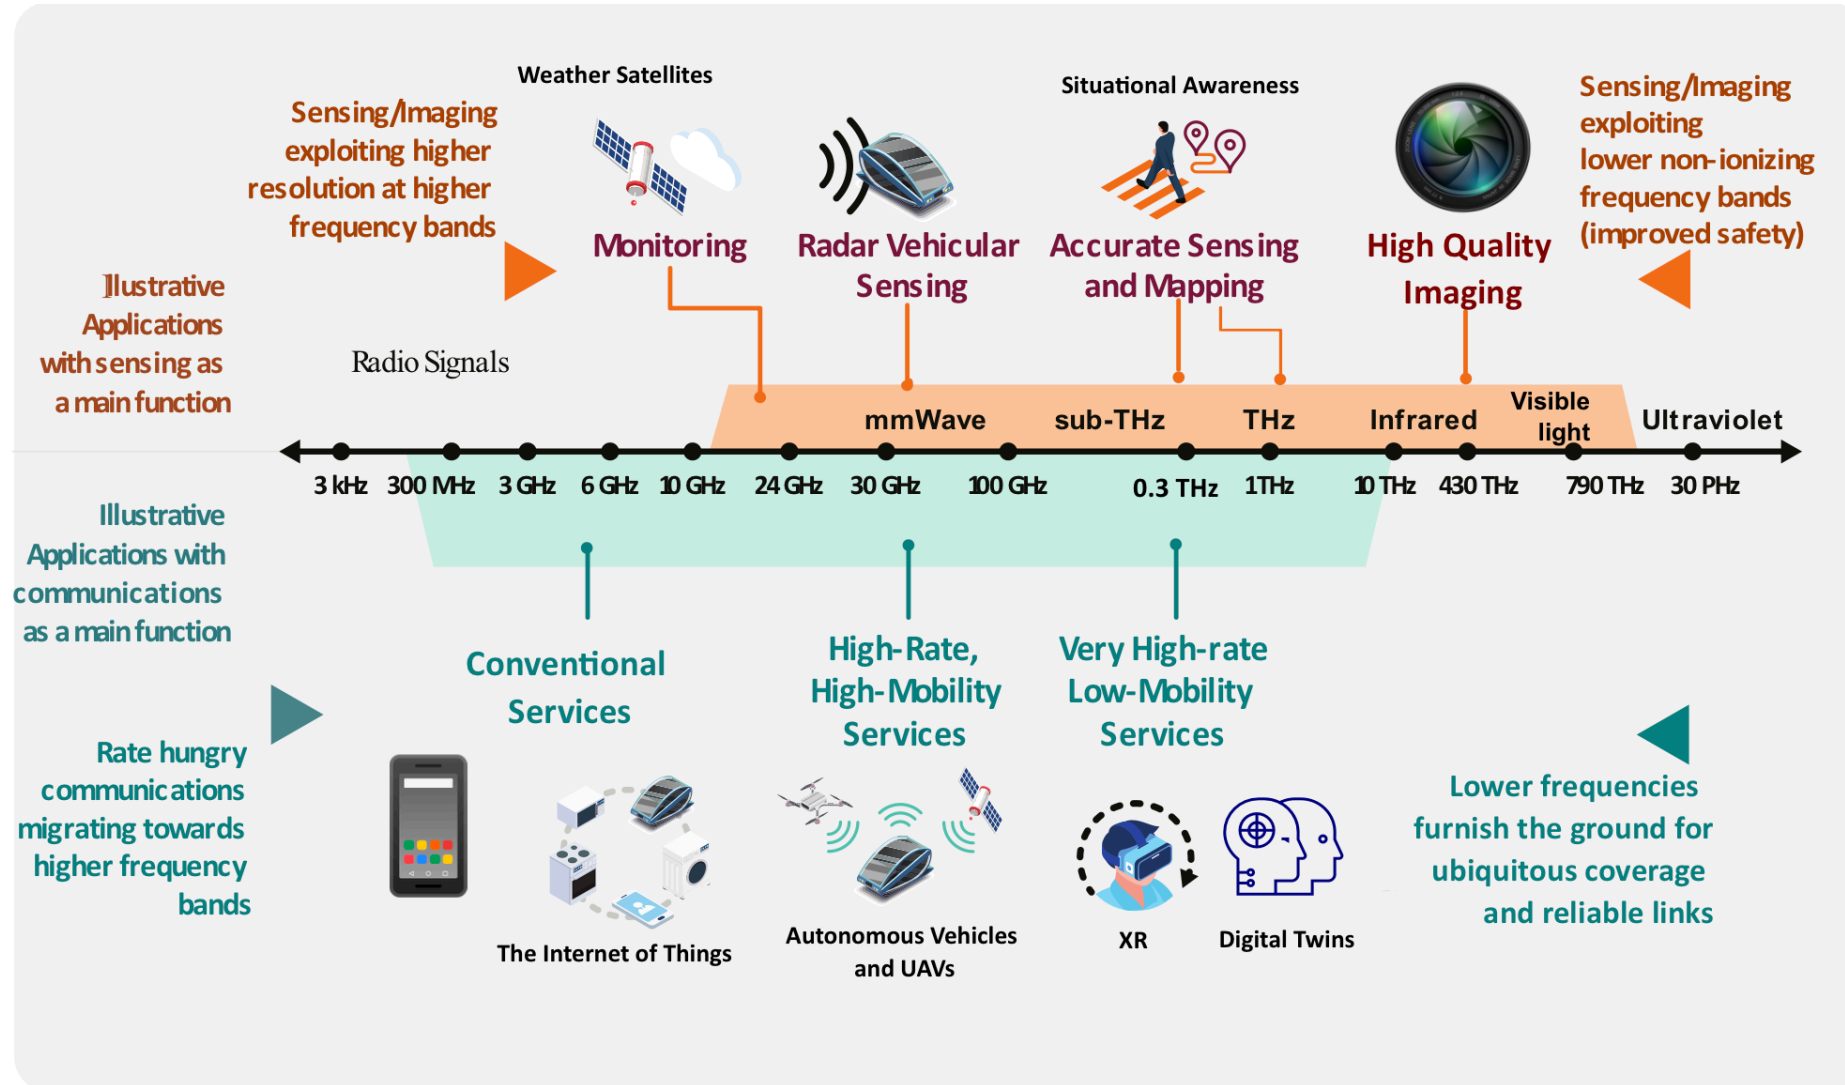 Weather Satellites
Situational Awareness
Sensing/Imaging
exploiting higher
resolution at higher
frequency bands
Sensing/Imaging
exploiting
lower non-ionizing
frequency bands
(improved safety)
Monitoring
Radar Vehicular
Sensing
Accurate Sensing
and Mapping
High Quality
Imaging
Illustrative
Applications
with sensing as
a main function
Radio Signals
mmWave
sub-THz
THz
Infrared
Visible
light
Ultraviolet
3 kHz
300 MHz
3 GHz
6 GHz
10 GHz
24 GHz
30 GHz
100 GHz
0.3 THz
1 THz
10 THz
430 THz
790 THz
30 PHz
Illustrative
Applications with
communications
as a main function
Conventional
Services
High-Rate,
High-Mobility
Services
Very High-rate
Low-Mobility
Services
Rate hungry
communications
migrating towards
higher frequency
bands
Lower frequencies
furnish the ground for
ubiquitous coverage
and reliable links
The Internet of Things
Autonomous Vehicles
and UAVs
XR
Digital Twins